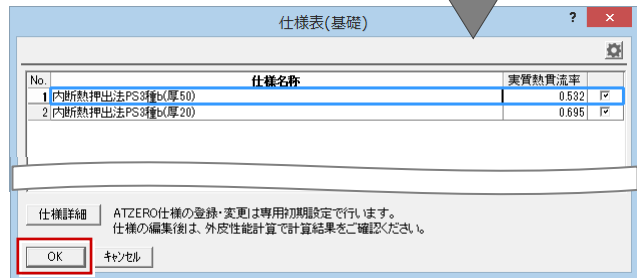 仕様表(基礎)
? ×
No. 仕様名称 実質熱貫流率
1 内断熱押出法PS3種b(厚50) 0.532
2 内断熱押出法PS3種b(厚20) 0.695
仕様詳細 ATZERO仕様の登録・変更は専用初期設定で行います。
仕様の編集後は、外皮性能計算で計算結果をご確認ください。
OK キャンセル